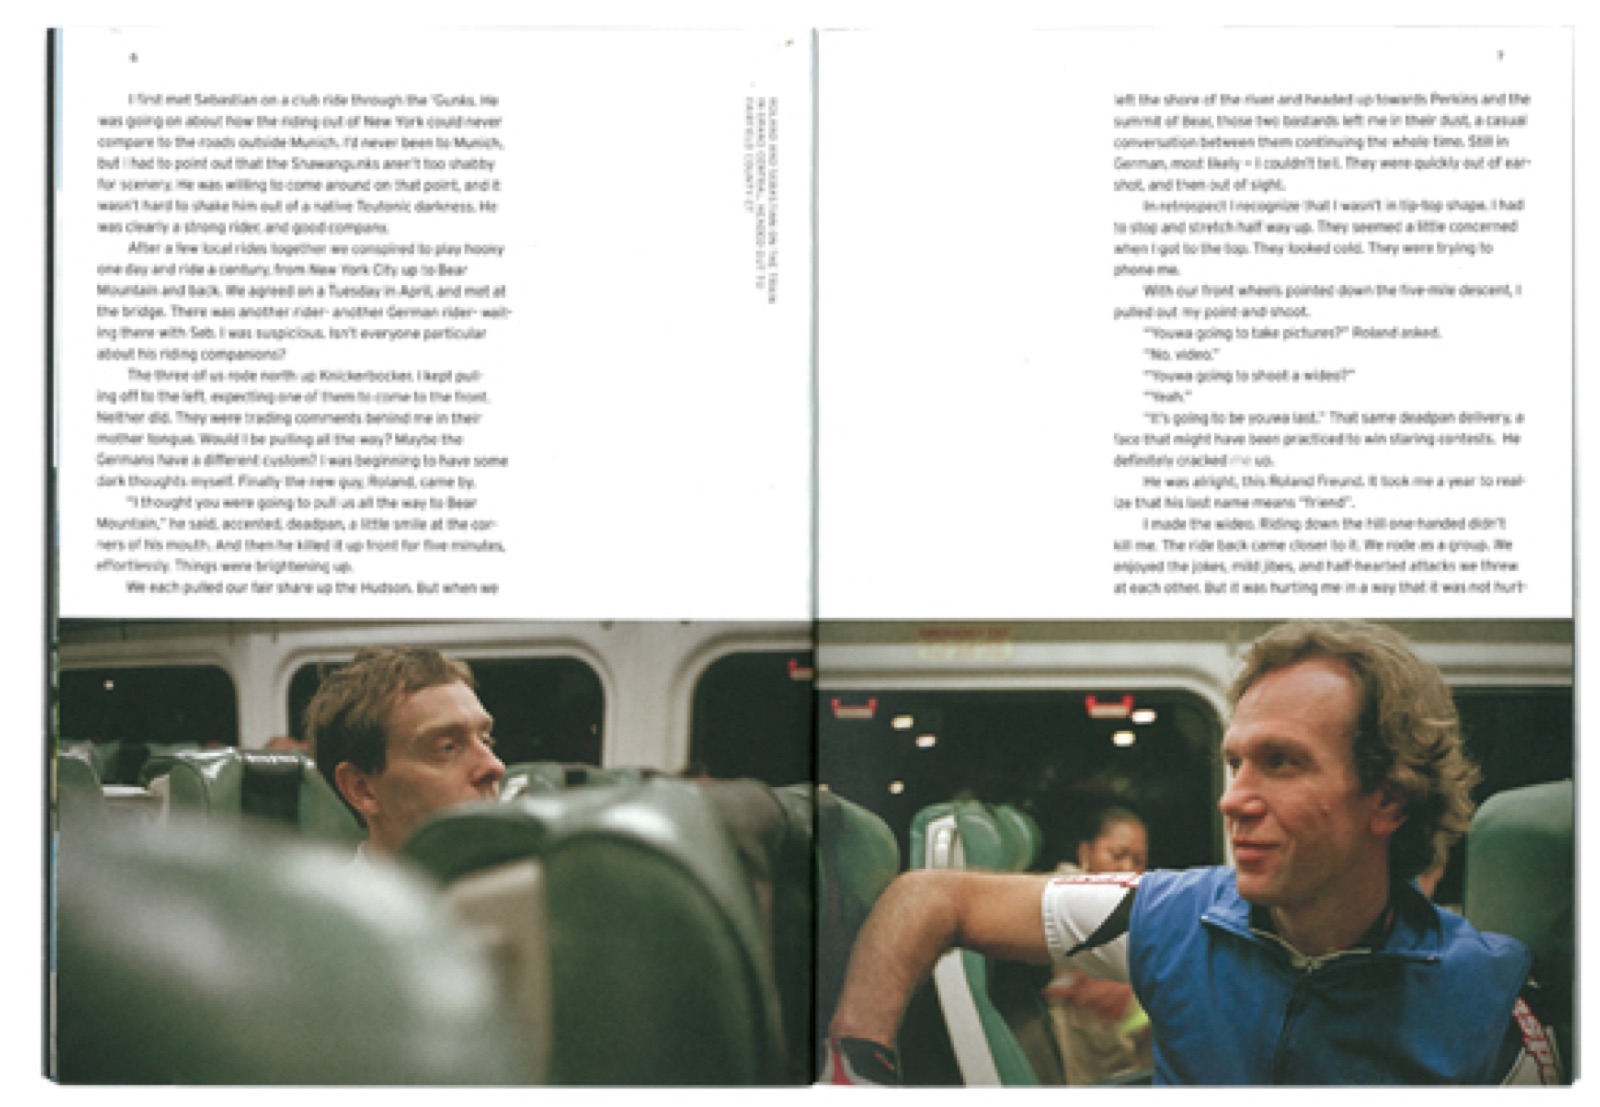 6
I first met Sebastian on a club ride through the 'Gunks. He
was going on about how the riding out of New York could never
compare to the roads outside Munich. I'd never been to Munich,
but I had to point out that the Shawangunks aren't too shabby
for scenery. He was willing to come around on that point, and it
wasn't hard to shake him out of a native Teutonic darkness. He
was clearly a strong rider, and good company.
After a few local rides together we conspired to play hooky
one day and ride a century, from New York City up to Bear
Mountain and back. We agreed on a Tuesday in April, and met at
the bridge. There was another rider- another German rider- wait-
ing there with Seb. I was suspicious. Isn't everyone particular
about his riding companions?
The three of us rode north up Knickerbocker. I kept pull-
ing off to the left, expecting one of them to come to the front.
Neither did. They were trading comments behind me in their
mother tongue. Would I be pulling all the way? Maybe the
Germans have a different custom? I was beginning to have some
dark thoughts myself. Finally the new guy, Roland, came by.
"I thought you were going to pull us all the way to Bear
Mountain," he said, accented, deadpan, a little smile at the cor-
ners of his mouth. And then he killed it up front for five minutes,
effortlessly. Things were brightening up.
We each pulled our fair share up the Hudson. But when we
ROLAND AND SEBASTIAN ON THE TRAIN
IN GRAND CENTRAL, HEADED OUT TO
FAIRFIELD COUNTY CT
7
left the shore of the river and headed up towards Perkins and the
summit of Bear, those two bastards left me in their dust, a casual
conversation between them continuing the whole time. Still in
German, most likely – I couldn't tell. They were quickly out of ear-
shot, and then out of sight.
In retrospect I recognize that I wasn't in tip-top shape. I had
to stop and stretch half way up. They seemed a little concerned
when I got to the top. They looked cold. They were trying to
phone me.
With our front wheels pointed down the five-mile descent, I
pulled out my point-and-shoot.
"Youwa going to take pictures?" Roland asked.
"No, video."
"Youwa going to shoot a wideo?"
"Yeah."
"It's going to be youwa last." That same deadpan delivery, a
face that might have been practiced to win staring contests. He
definitely cracked me up.
He was alright, this Roland Freund. It took me a year to real-
ize that his last name means "friend".
I made the wideo. Riding down the hill one-handed didn't
kill me. The ride back came closer to it. We rode as a group. We
enjoyed the jokes, mild jibes, and half-hearted attacks we threw
at each other. But it was hurting me in a way that it was not hurt-